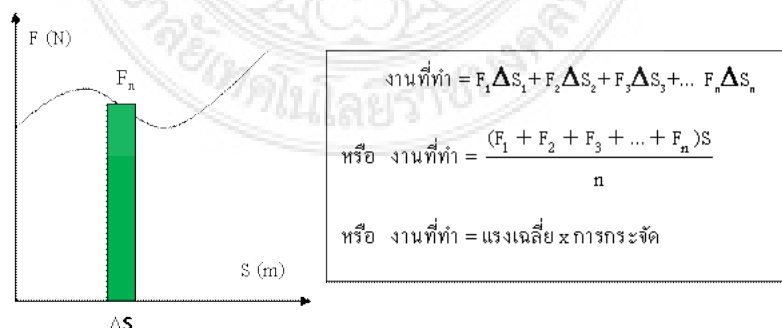 F (N)
Fₙ
S (m)
ΔS
งานที่ทำ = F₁ΔS₁+F₂ΔS₂+F₃ΔS₃+... FₙΔSₙ
หรือ งานที่ทำ = (F₁ + F₂ + F₃ + ... + Fₙ)S
n
หรือ งานที่ทำ = แรงเฉลี่ย x การกระจัด